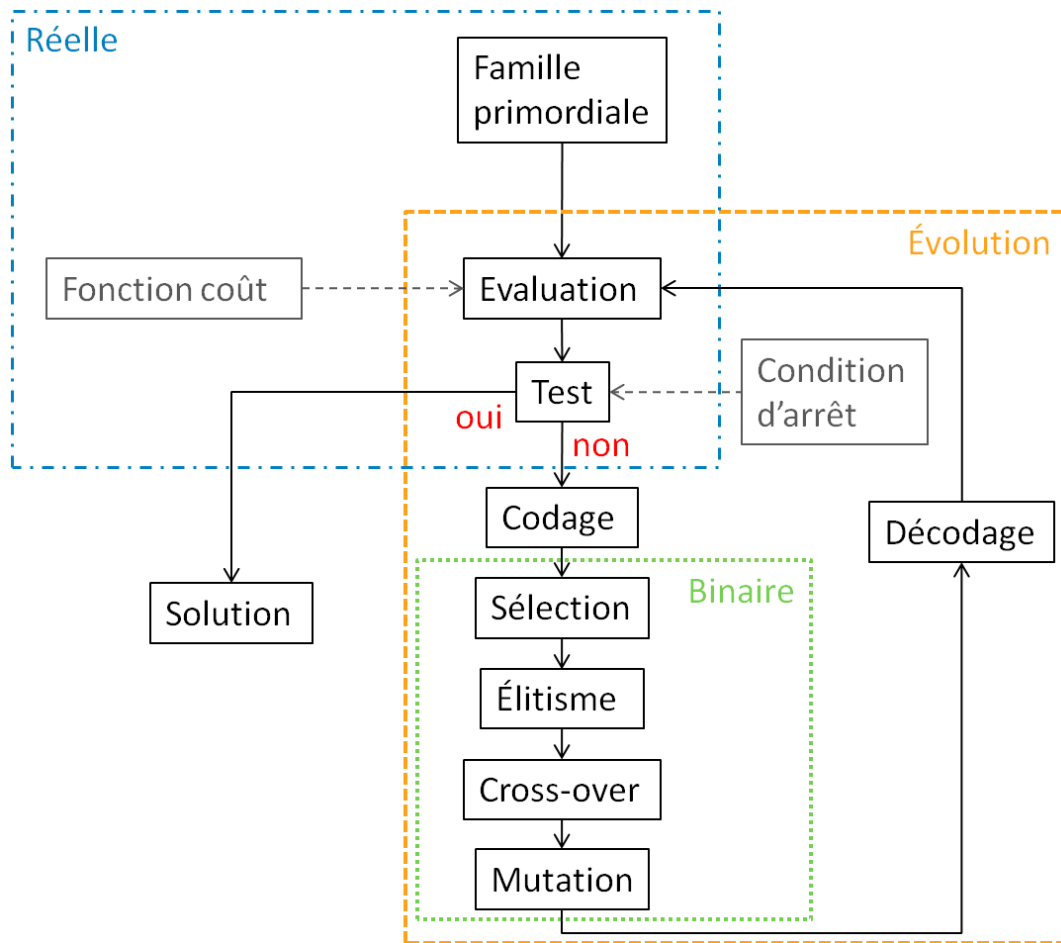 Réelle
Famille
primordiale
Évolution
Fonction coût
Evaluation
Test
Condition
d’arrêt
oui
non
Codage
Décodage
Binaire
Solution
Sélection
Élitisme
Cross-over
Mutation